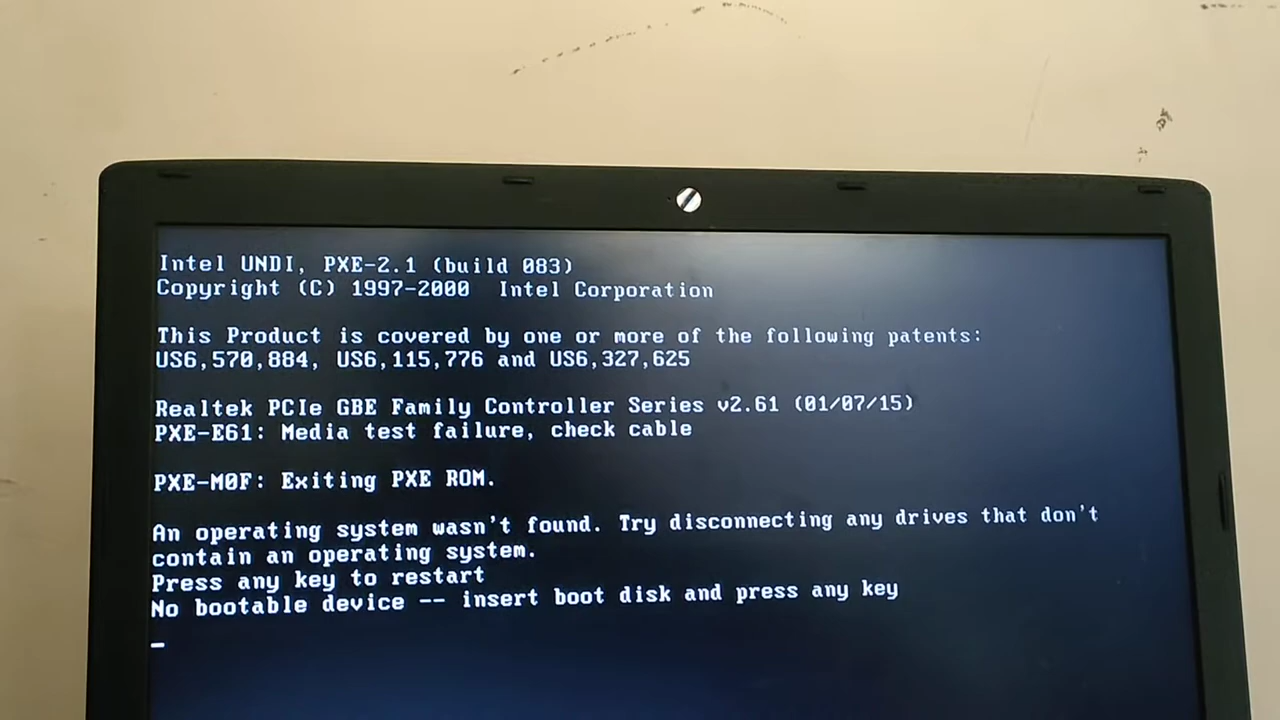 Intel UNDI, PXE-2.1 (build 083)
Copyright (C) 1997-2000 Intel Corporation
This Product is covered by one or more of the following patents:
US6,570,884, US6,115,776 and US6,327,625
Realtek PCIe GBE Family Controller Series v2.61 (01/07/15)
PXE-E61: Media test failure, check cable
PXE-M0F: Exiting PXE ROM.
An operating system wasn't found. Try disconnecting any drives that don't
contain an operating system.
Press any key to restart
No bootable device -- insert boot disk and press any key